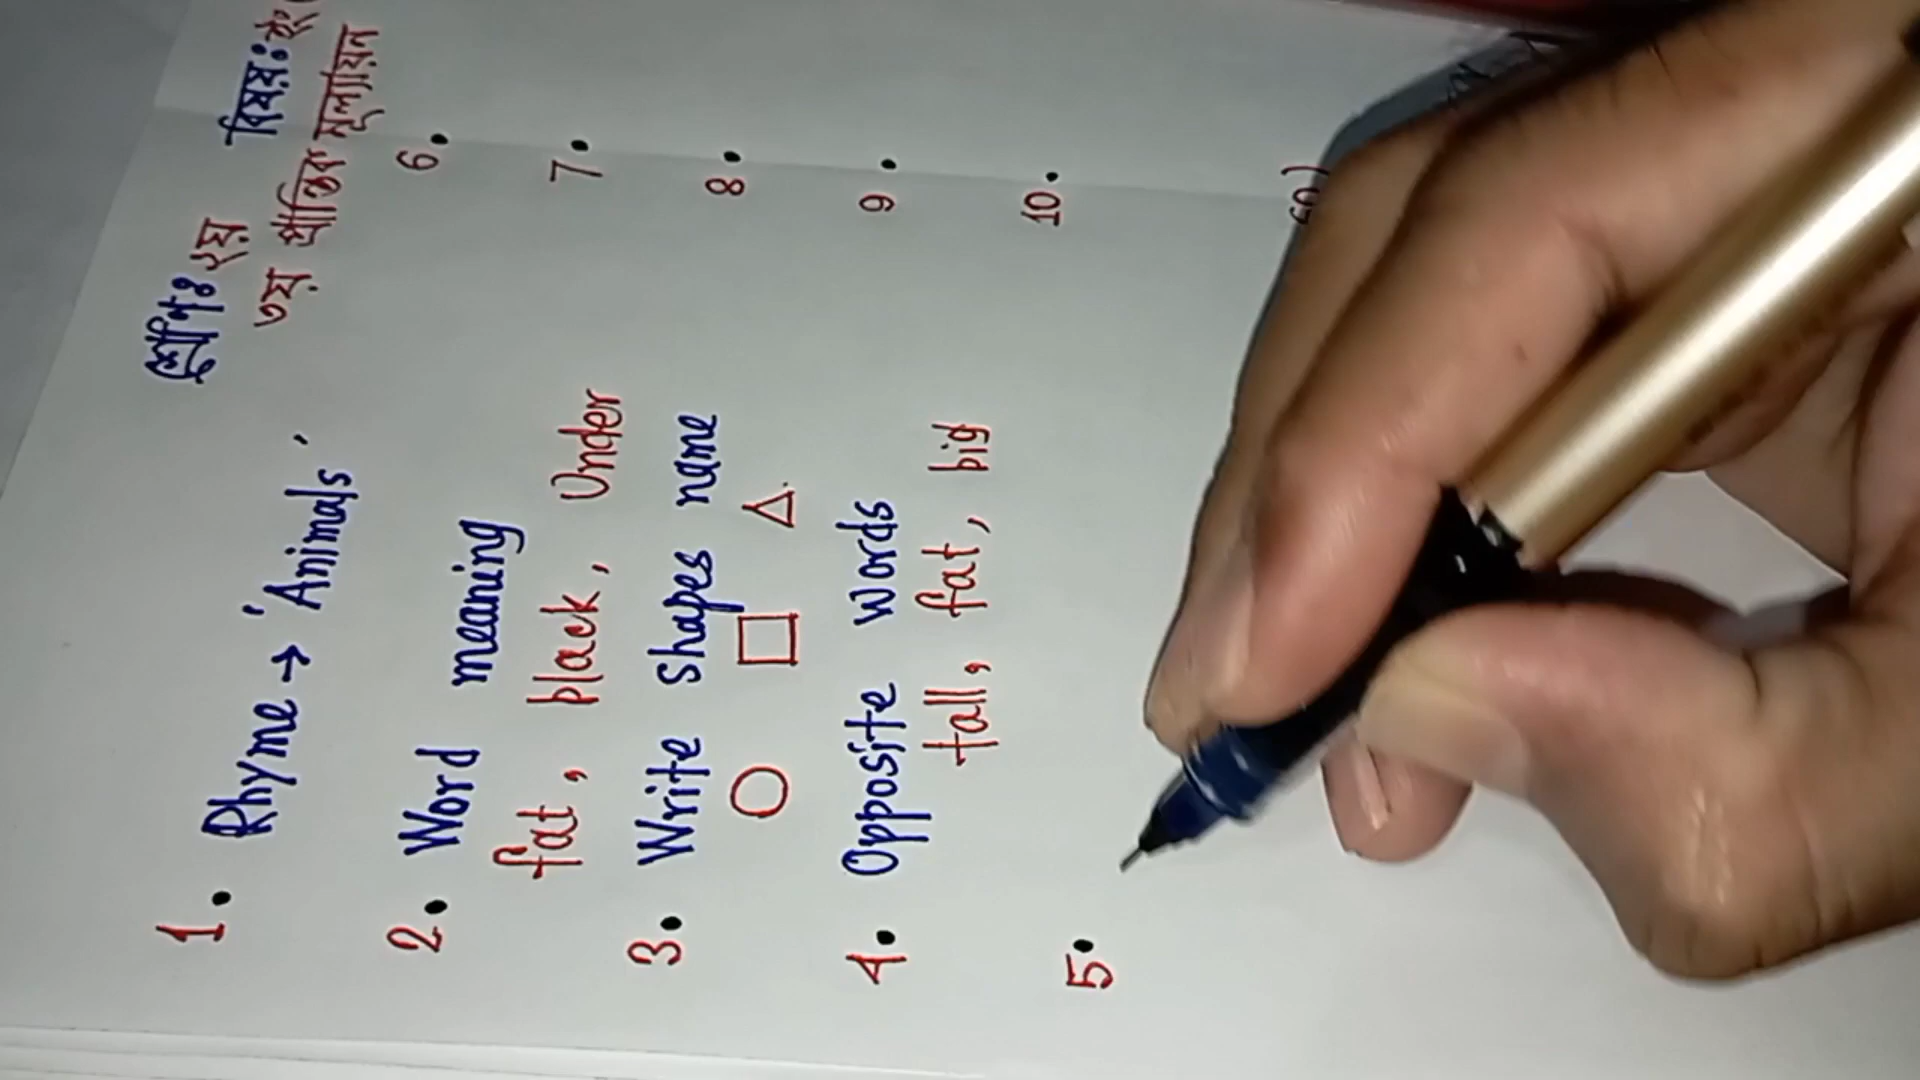 শ্রেণিঃ ২য় বিষয়ঃ
৩য় প্রান্তিক মূল্যায়ন
1. Rhyme → 'Animals'
2. Word meaning
fat, black, Under
3. Write shapes name
4. Opposite words
tall, fat, big
5.
6.
7.
8.
9.
10.